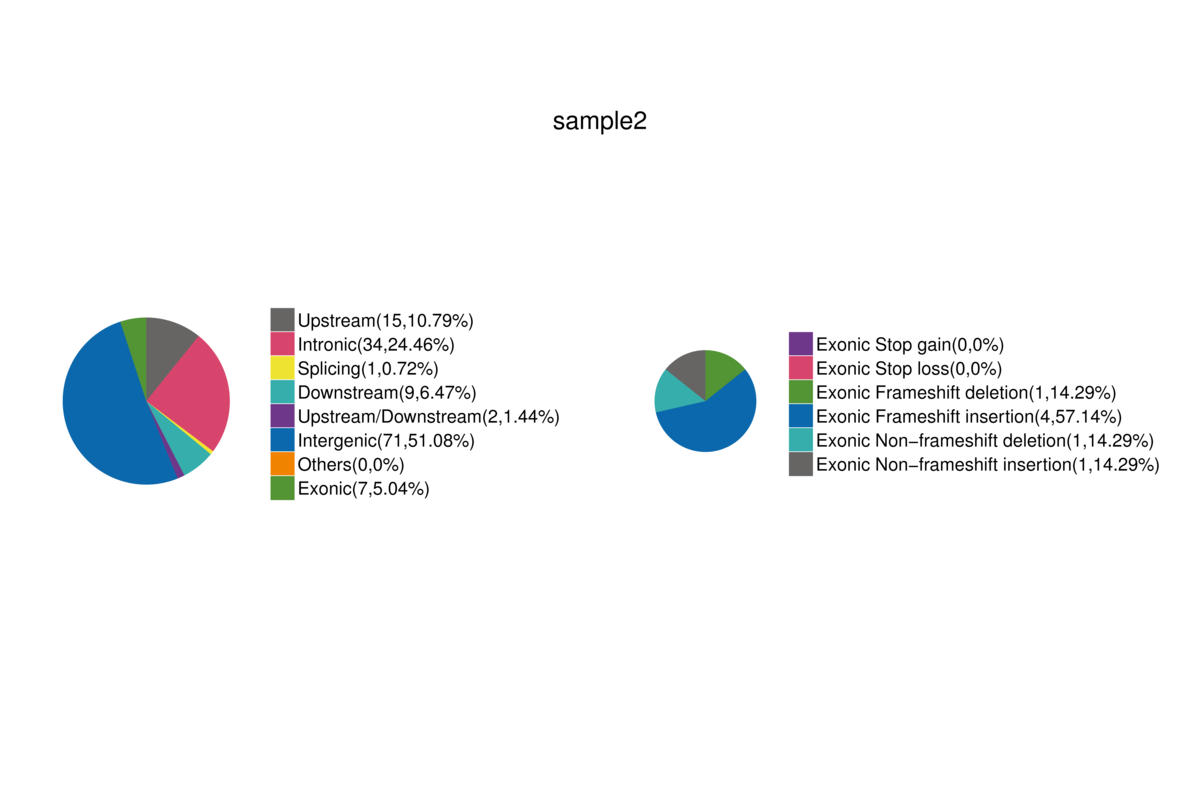 sample2
Upstream(15,10.79%)
Intronic(34,24.46%)
Splicing(1,0.72%)
Downstream(9,6.47%)
Upstream/Downstream(2,1.44%)
Intergenic(71,51.08%)
Others(0,0%)
Exonic(7,5.04%)
Exonic Stop gain(0,0%)
Exonic Stop loss(0,0%)
Exonic Frameshift deletion(1,14.29%)
Exonic Frameshift insertion(4,57.14%)
Exonic Non−frameshift deletion(1,14.29%)
Exonic Non−frameshift insertion(1,14.29%)